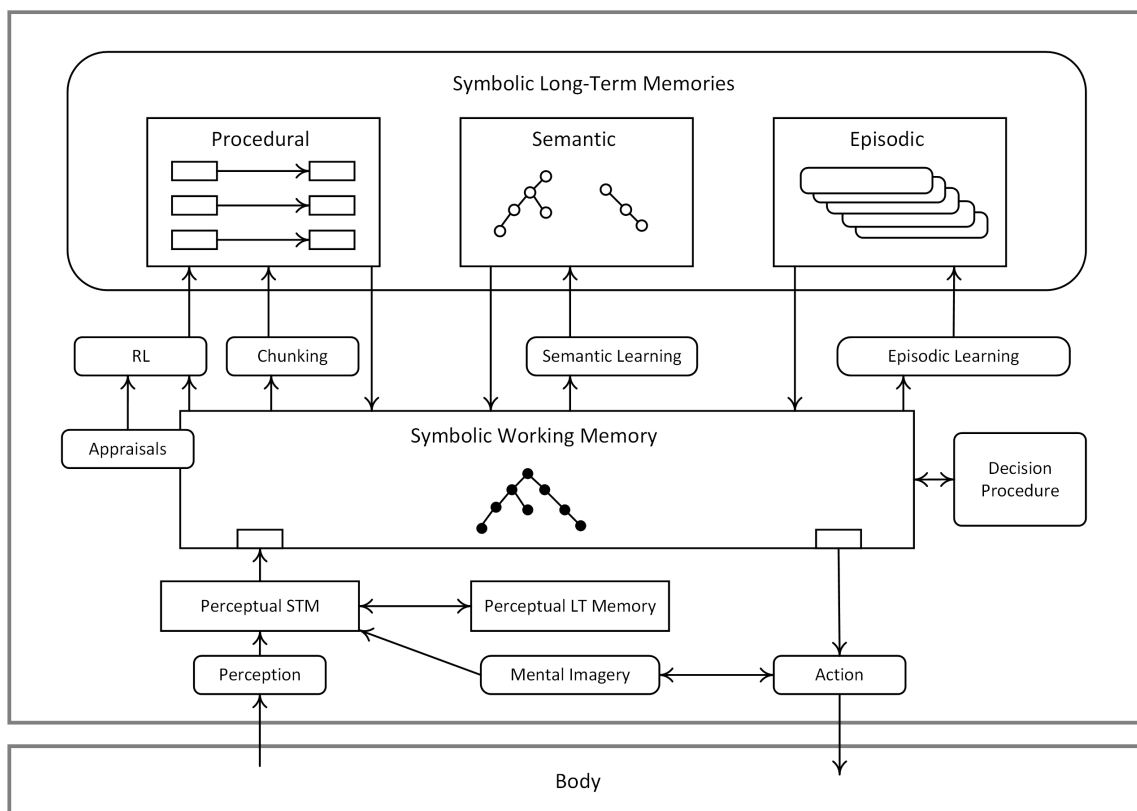 Symbolic Long-Term Memories
Procedural
Semantic
Episodic
RL
Chunking
Semantic Learning
Episodic Learning
Appraisals
Symbolic Working Memory
Decision
Procedure
Perceptual STM
Perceptual LT Memory
Perception
Mental Imagery
Action
Body